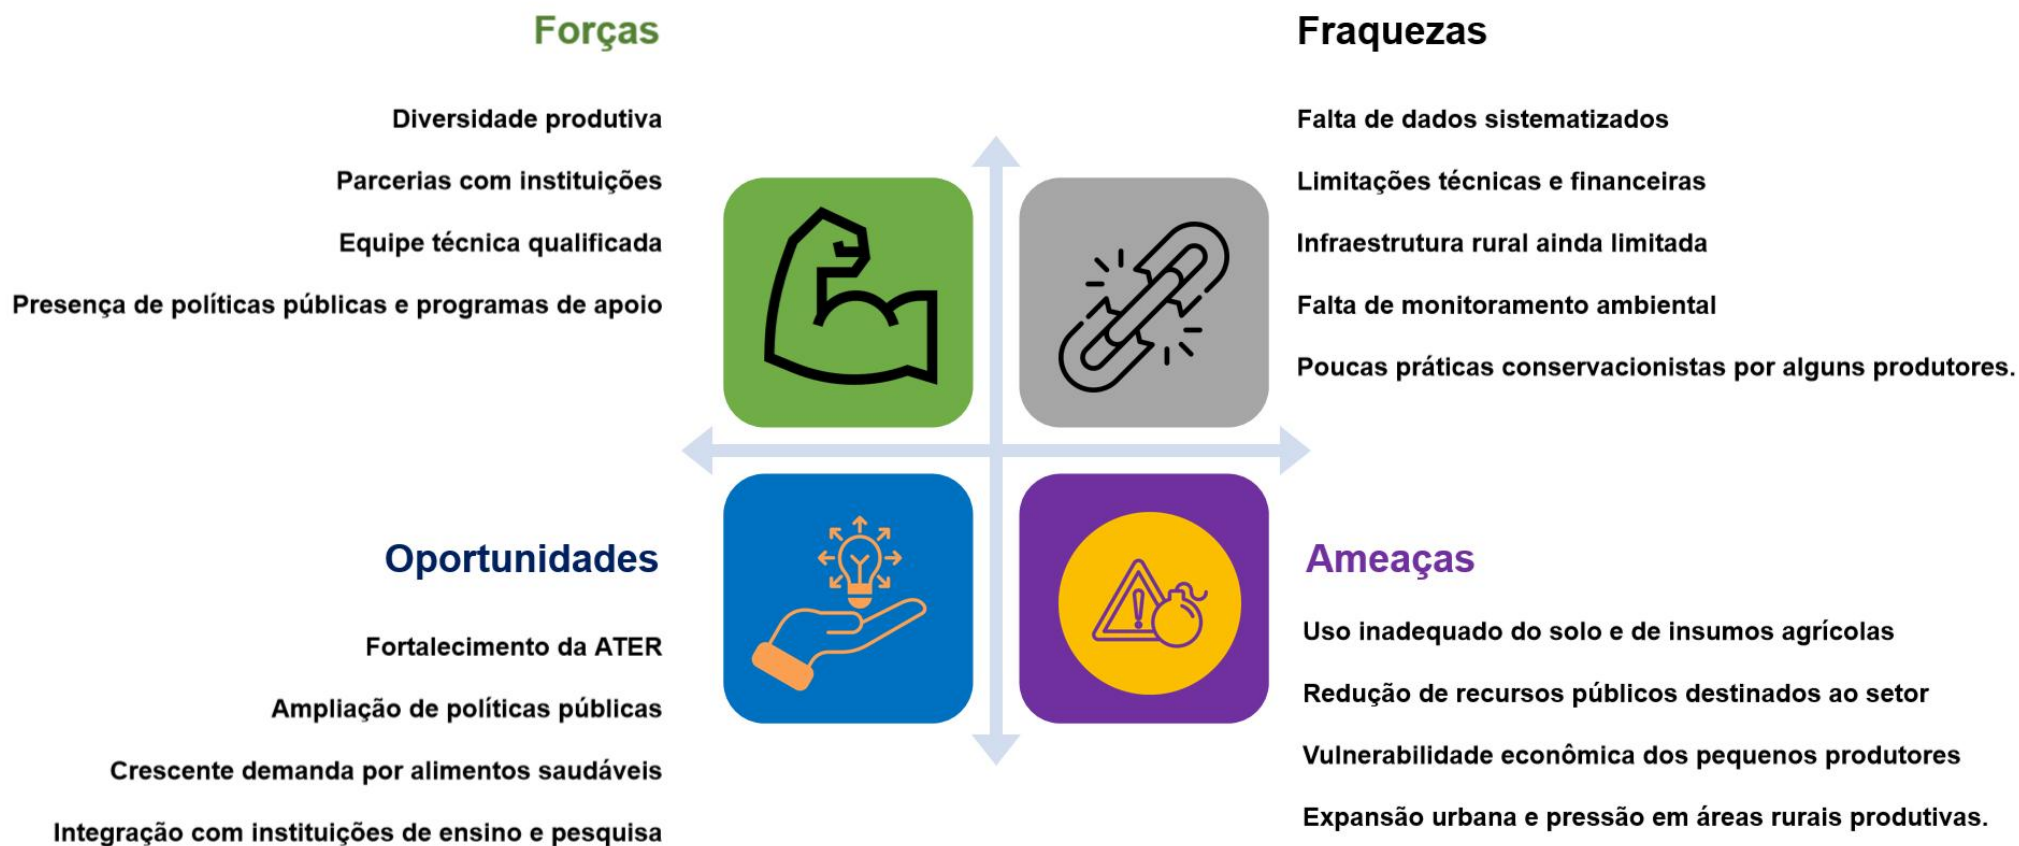 Forças
Diversidade produtiva
Parcerias com instituições
Equipe técnica qualificada
Presença de políticas públicas e programas de apoio
Fraquezas
Falta de dados sistematizados
Limitações técnicas e financeiras
Infraestrutura rural ainda limitada
Falta de monitoramento ambiental
Poucas práticas conservacionistas por alguns produtores.
Oportunidades
Fortalecimento da ATER
Ampliação de políticas públicas
Crescente demanda por alimentos saudáveis
Integração com instituições de ensino e pesquisa
Ameaças
Uso inadequado do solo e de insumos agrícolas
Redução de recursos públicos destinados ao setor
Vulnerabilidade econômica dos pequenos produtores
Expansão urbana e pressão em áreas rurais produtivas.